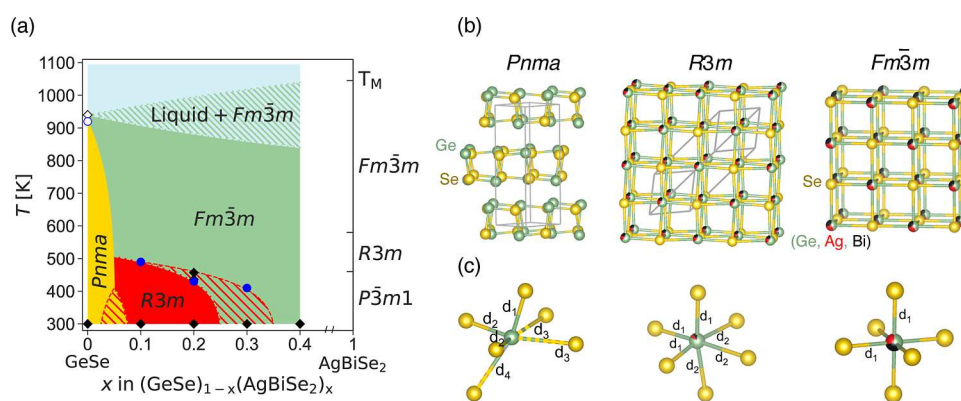 (a)
1100
1000
900
800
700
600
500
400
300
T [K]
Liquid + Fm3̄m
Fm3̄m
Pnma
R3m
T_M
Fm3̄m
R3m
P3̄m1
0 0.1 0.2 0.3 0.4 1
GeSe AgBiSe₂
x in (GeSe)₁₋ₓ(AgBiSe₂)ₓ
(b)
Pnma R3m Fm3̄m
Ge
Se
Se
(Ge, Ag, Bi)
(c)
d₁
d₂
d₂
d₃
d₃
d₄
d₁
d₁
d₁
d₂
d₂
d₂
d₁
d₁